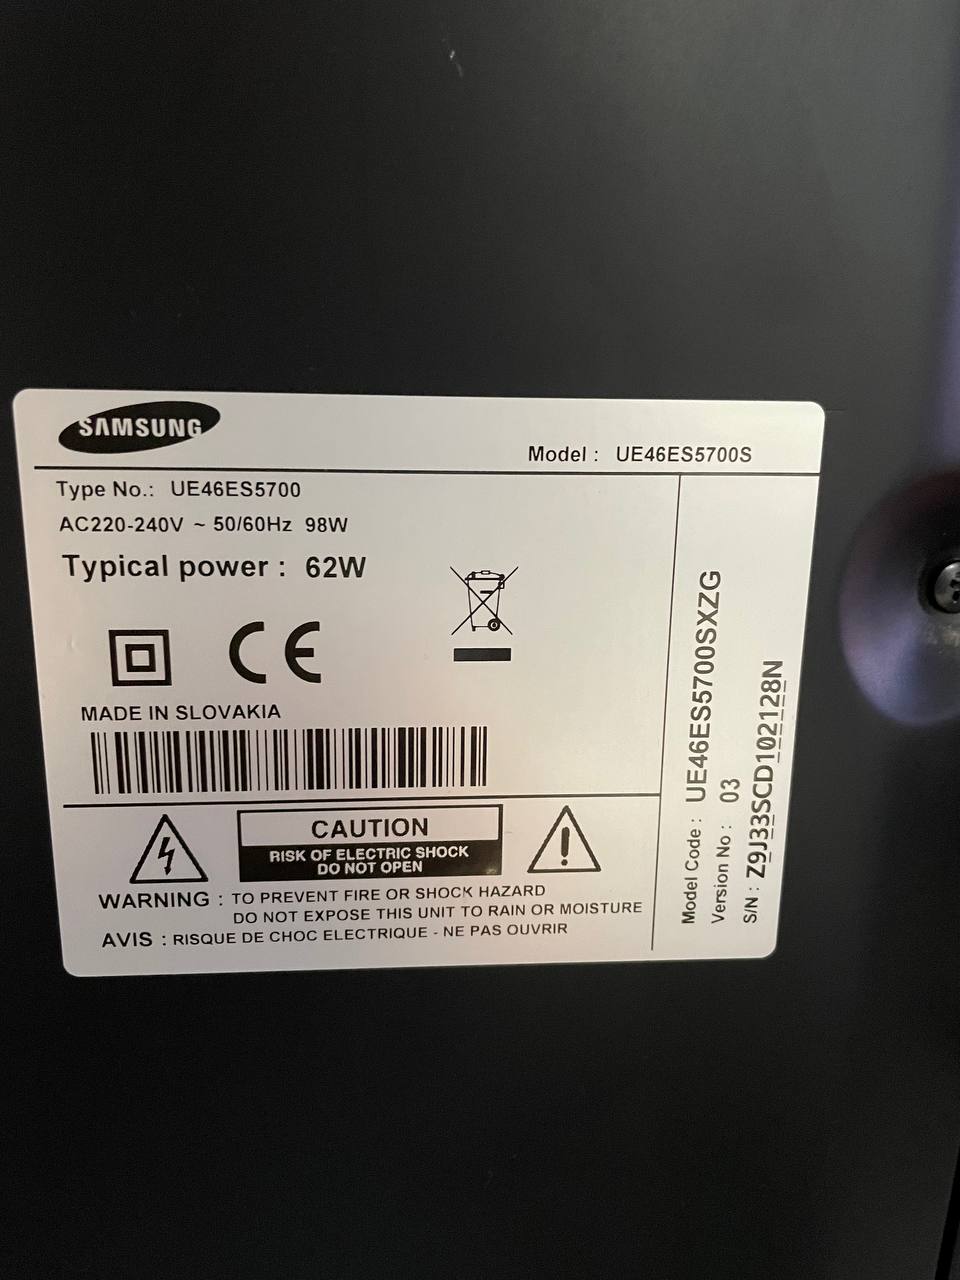 SAMSUNG
Model : UE46ES5700S
Type No.: UE46ES5700
AC220-240V ~ 50/60Hz 98W
Typical power : 62W
CE
MADE IN SLOVAKIA
CAUTION
RISK OF ELECTRIC SHOCK
DO NOT OPEN
WARNING : TO PREVENT FIRE OR SHOCK HAZARD
DO NOT EXPOSE THIS UNIT TO RAIN OR MOISTURE
AVIS : RISQUE DE CHOC ELECTRIQUE - NE PAS OUVRIR
Model Code : UE46ES5700SXZG
Version No : 03
S/N : Z9J33SCD102128N